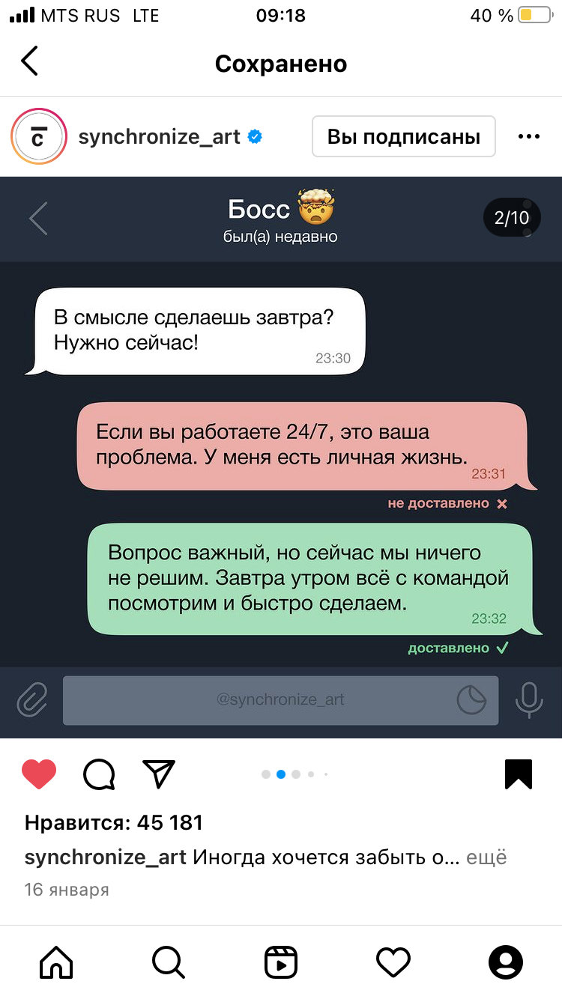 MTS RUS LTE 09:18 40 %
Сохранено
c synchronize_art Вы подписаны
Босс
2/10
был(а) недавно
В смысле сделаешь завтра?
Нужно сейчас!
23:30
Если вы работаете 24/7, это ваша
проблема. У меня есть личная жизнь.
23:31
не доставлено
Вопрос важный, но сейчас мы ничего
не решим. Завтра утром всё с командой
посмотрим и быстро сделаем.
23:32
доставлено
@synchronize_art
Нравится: 45 181
synchronize_art Иногда хочется забыть о... ещё
16 января